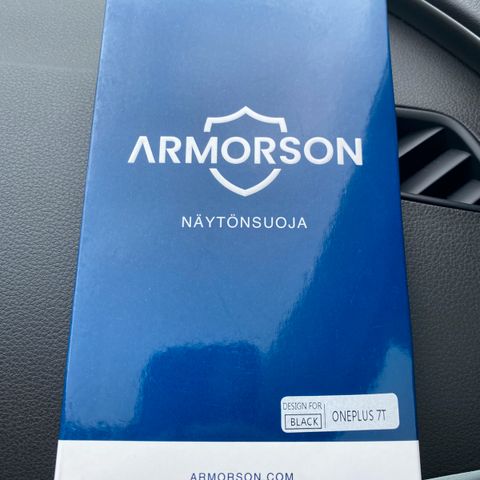 ARMORSON
NÄYTÖNSUOJA
DESIGN FOR
BLACK
ONEPLUS 7T
ARMORSON.COM